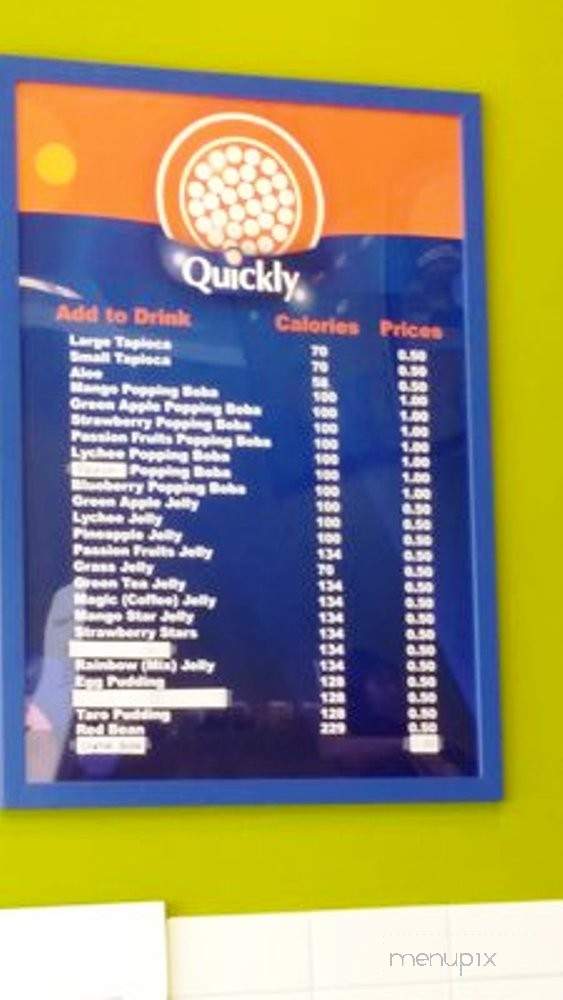 Quickly
Add to Drink Calories Prices
Large Tapioca 70 0.50
Small Tapioca 70 0.50
Aloe 58 0.50
Mango Popping Boba 100 1.00
Green Apple Popping Boba 100 1.00
Strawberry Popping Boba 100 1.00
Passion Fruits Popping Boba 100 1.00
Lychee Popping Boba 100 1.00
Popping Boba 100 1.00
Blueberry Popping Boba 100 1.00
Green Apple Jelly 100 0.50
Lychee Jelly 100 0.50
Pineapple Jelly 100 0.50
Passion Fruits Jelly 134 0.50
Grass Jelly 70 0.50
Green Tea Jelly 134 0.50
Magic (Coffee) Jelly 134 0.50
Mango Star Jelly 134 0.50
Strawberry Stars 134 0.50
134 0.50
Rainbow (Mix) Jelly 134 0.50
Egg Pudding 128 0.50
128 0.50
Taro Pudding 128 0.50
Red Bean 229 0.50
menupix